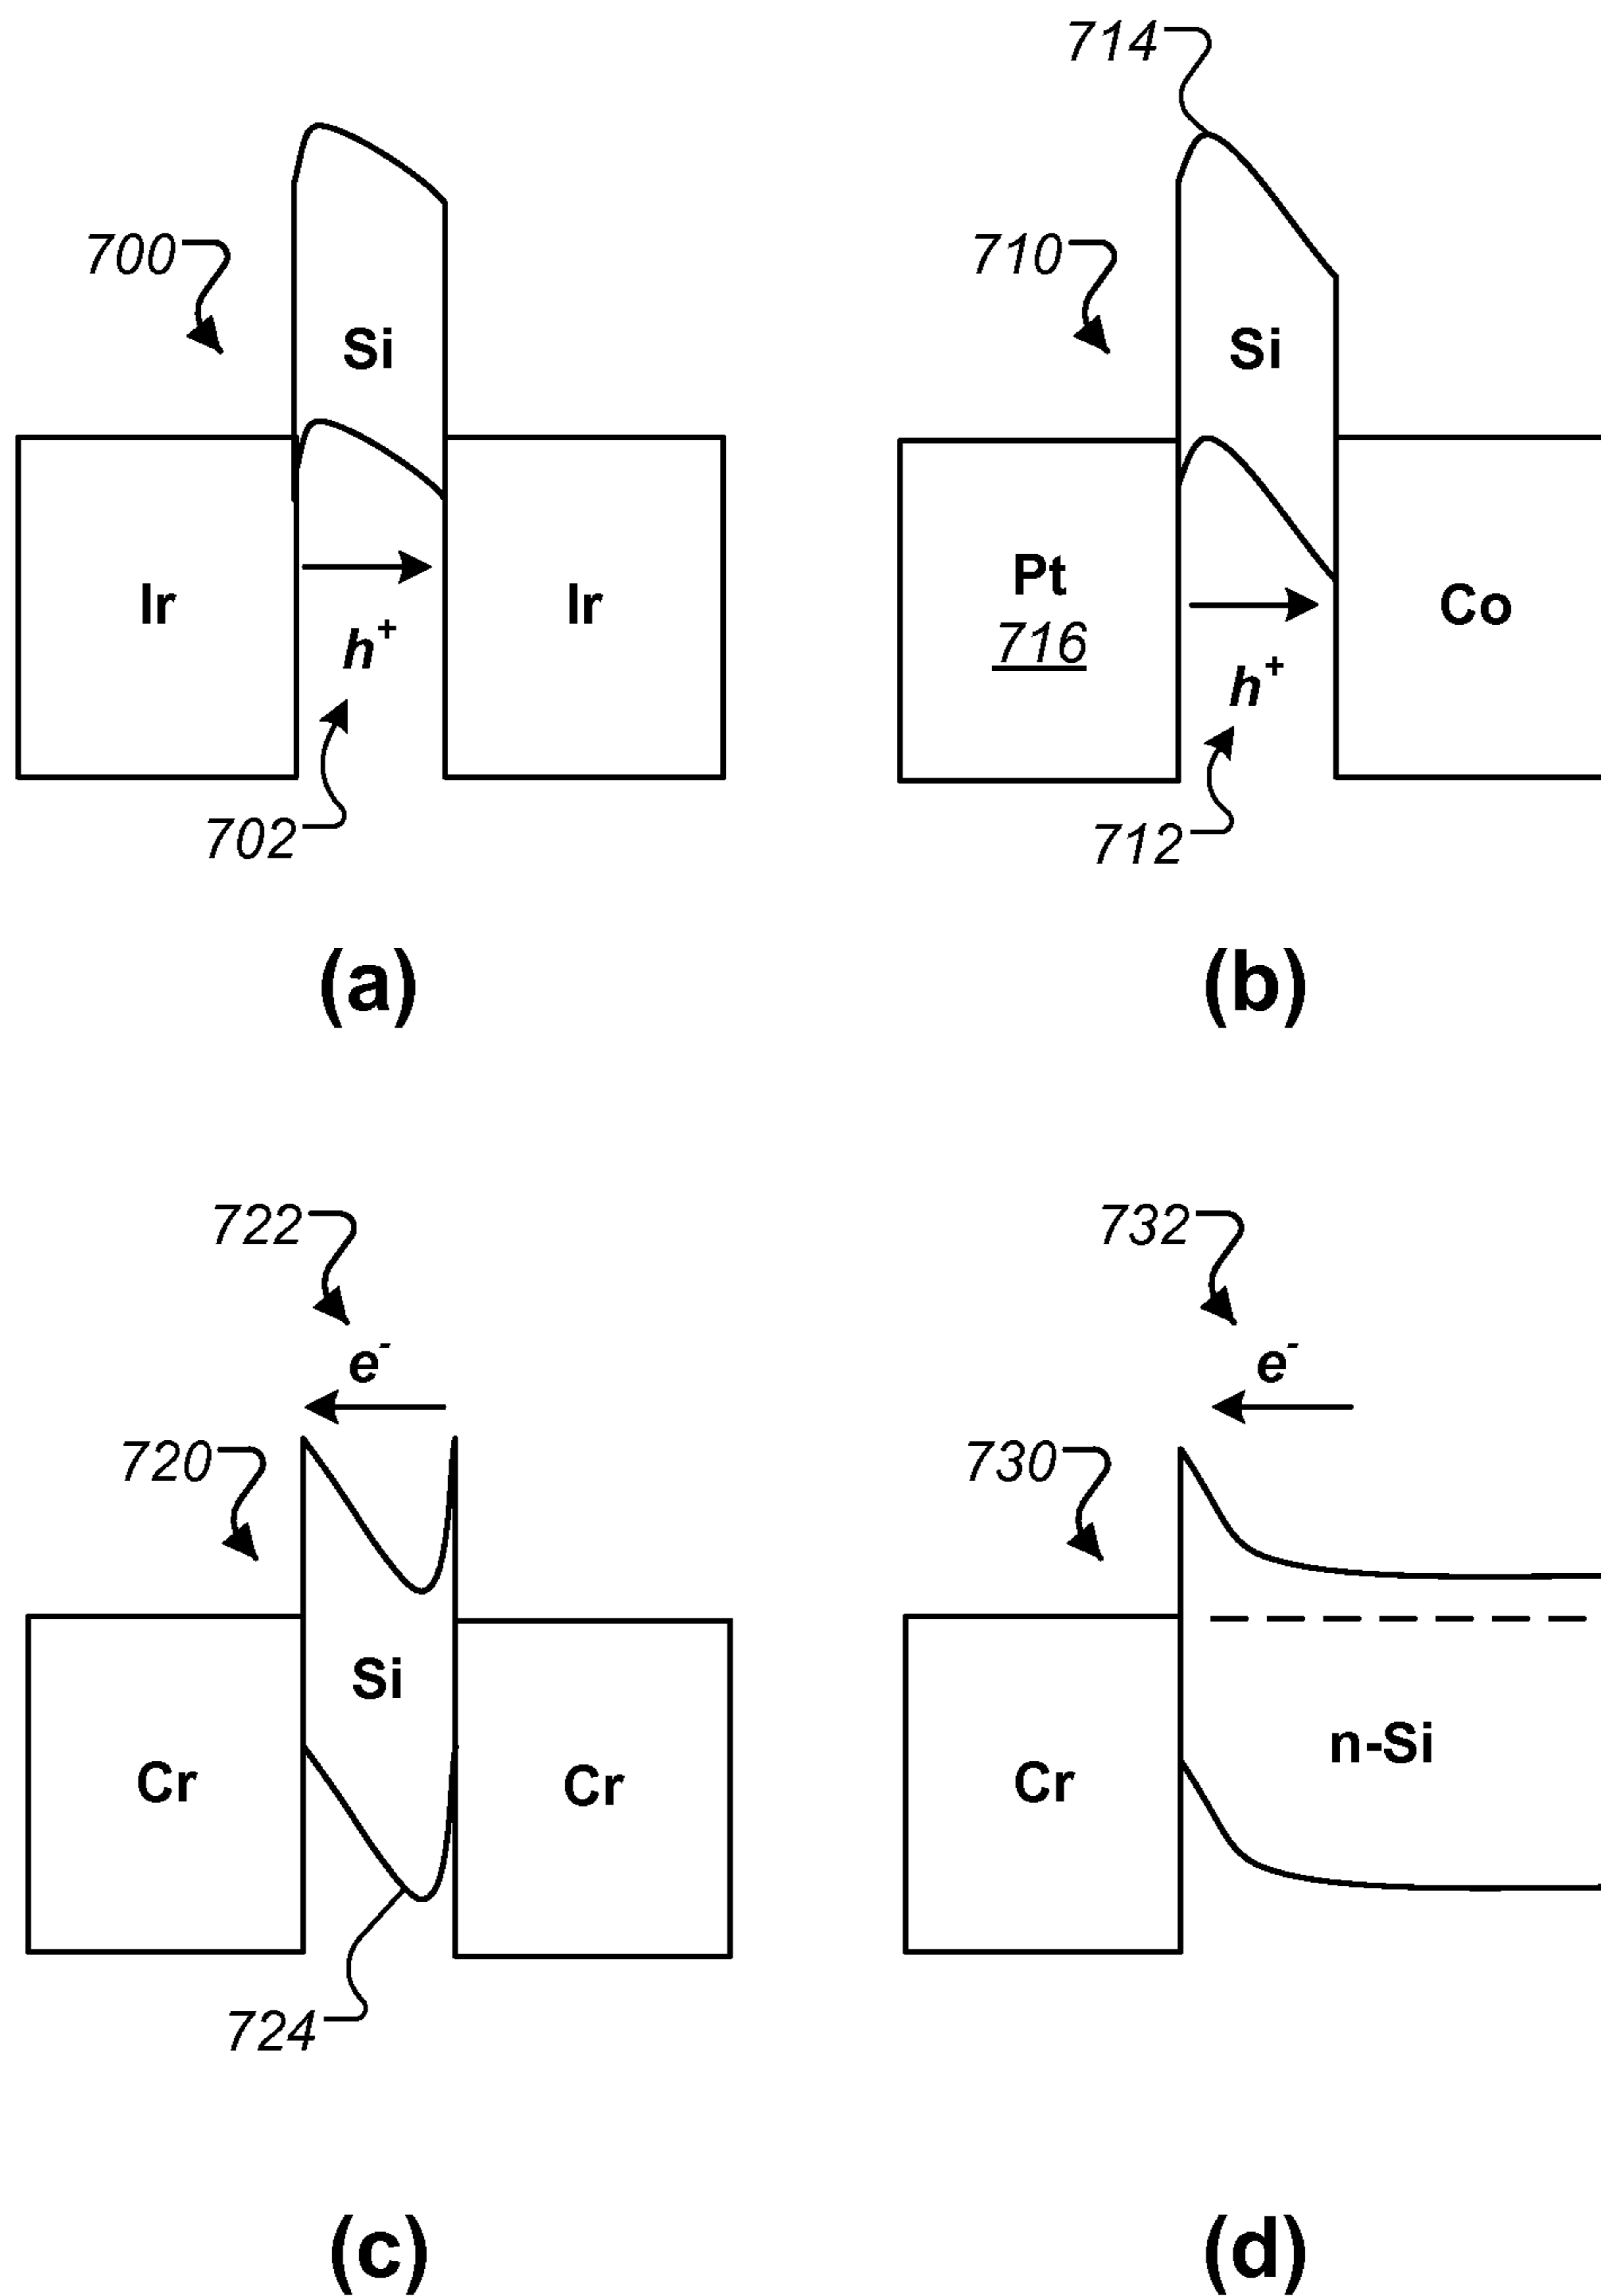 700
Si
Ir
Ir
h+
702
(a)
714
710
Si
Pt
716
Co
h+
712
(b)
722
e-
720
Si
Cr
Cr
724
(c)
732
e-
730
n-Si
Cr
(d)